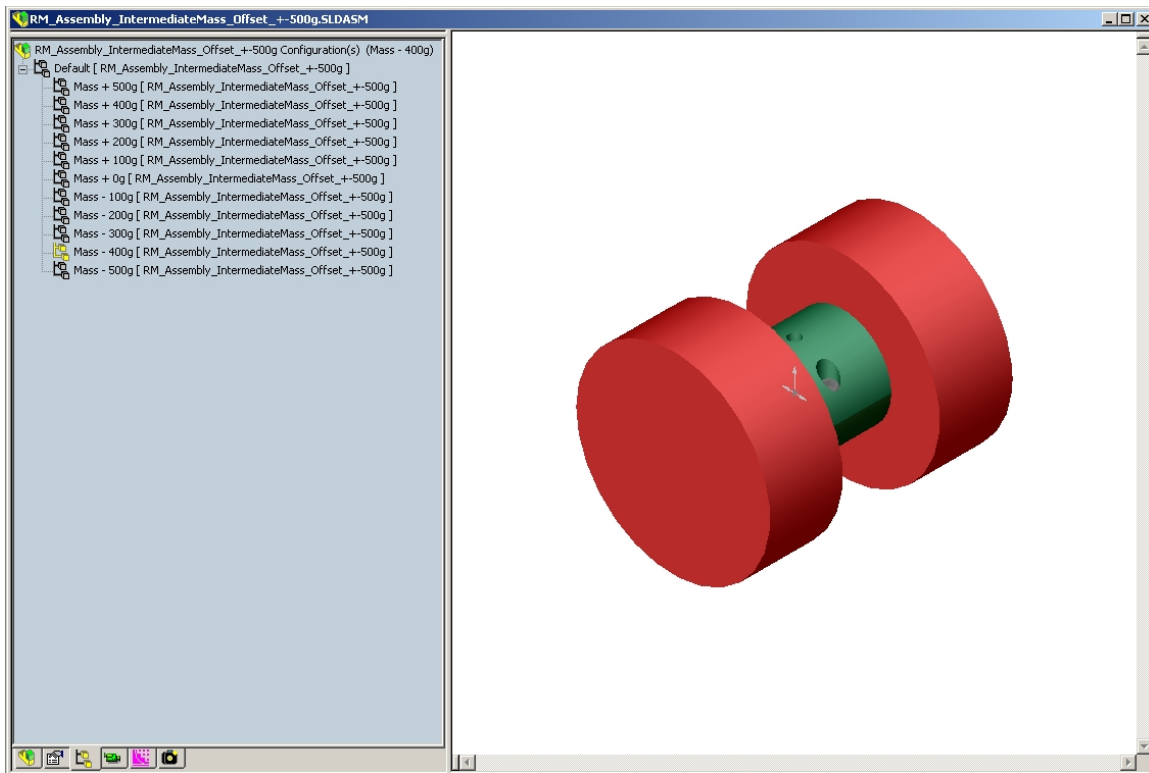 RM_Assembly_IntermediateMass_Offset_+-500g.SLDASM
RM_Assembly_IntermediateMass_Offset_+-500g Configuration(s) (Mass - 400g)
Default [ RM_Assembly_IntermediateMass_Offset_+-500g ]
Mass + 500g [ RM_Assembly_IntermediateMass_Offset_+-500g ]
Mass + 400g [ RM_Assembly_IntermediateMass_Offset_+-500g ]
Mass + 300g [ RM_Assembly_IntermediateMass_Offset_+-500g ]
Mass + 200g [ RM_Assembly_IntermediateMass_Offset_+-500g ]
Mass + 100g [ RM_Assembly_IntermediateMass_Offset_+-500g ]
Mass + 0g [ RM_Assembly_IntermediateMass_Offset_+-500g ]
Mass - 100g [ RM_Assembly_IntermediateMass_Offset_+-500g ]
Mass - 200g [ RM_Assembly_IntermediateMass_Offset_+-500g ]
Mass - 300g [ RM_Assembly_IntermediateMass_Offset_+-500g ]
Mass - 400g [ RM_Assembly_IntermediateMass_Offset_+-500g ]
Mass - 500g [ RM_Assembly_IntermediateMass_Offset_+-500g ]